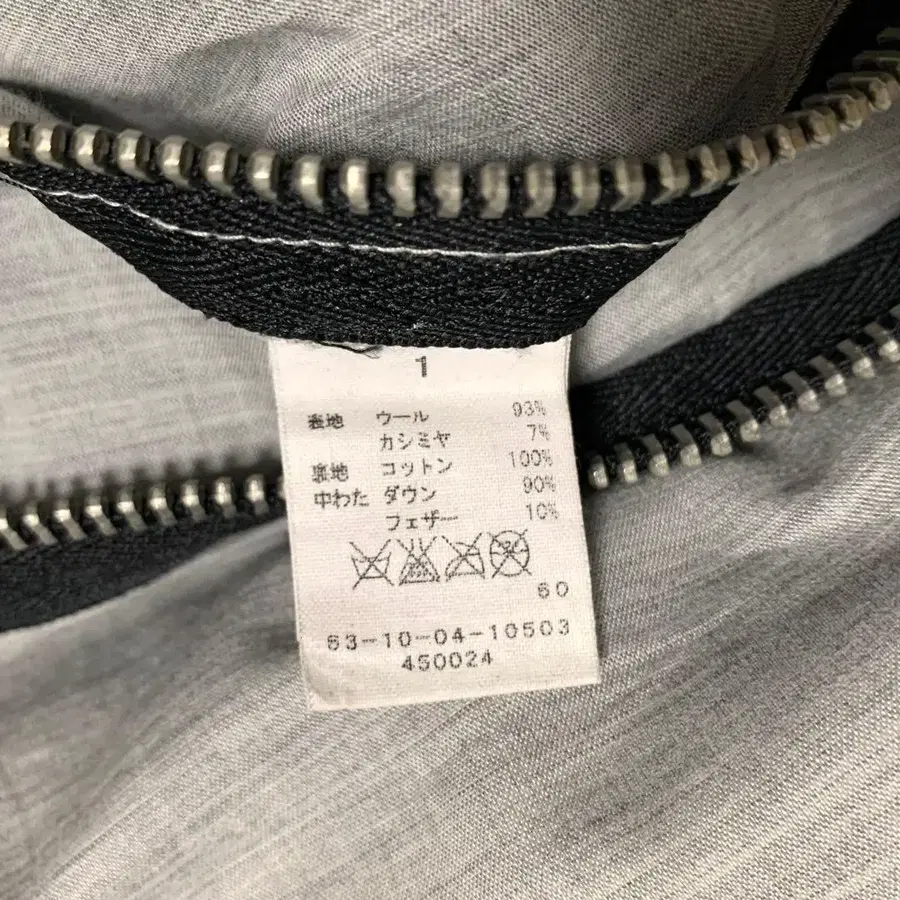 1
表地 ウール 93%
カシミヤ 7%
裏地 コットン 100%
中わた ダウン 90%
フェザー 10%
60
63-10-04-10503
450024